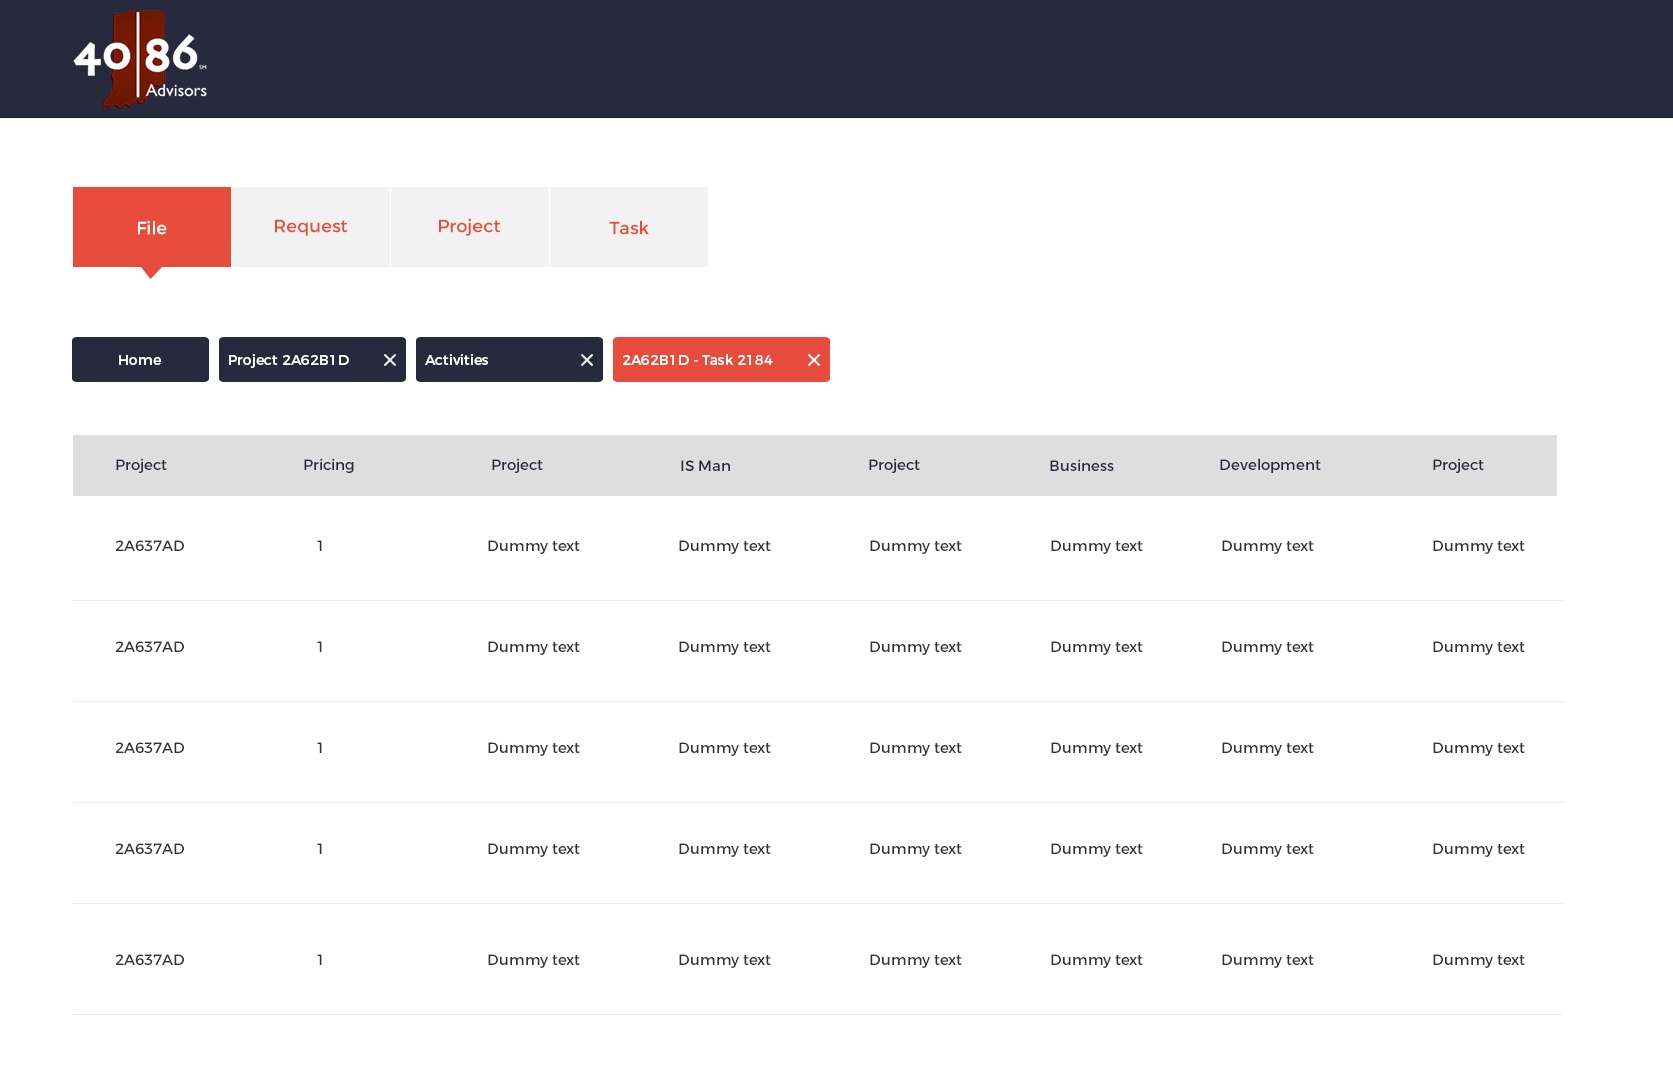 40|86 SM
Advisors
File Request Project Task
Home Project 2A62B1D Activities 2A62B1D - Task 2184
Project Pricing Project IS Man Project Business Development Project
2A637AD 1 Dummy text Dummy text Dummy text Dummy text Dummy text Dummy text
2A637AD 1 Dummy text Dummy text Dummy text Dummy text Dummy text Dummy text
2A637AD 1 Dummy text Dummy text Dummy text Dummy text Dummy text Dummy text
2A637AD 1 Dummy text Dummy text Dummy text Dummy text Dummy text Dummy text
2A637AD 1 Dummy text Dummy text Dummy text Dummy text Dummy text Dummy text